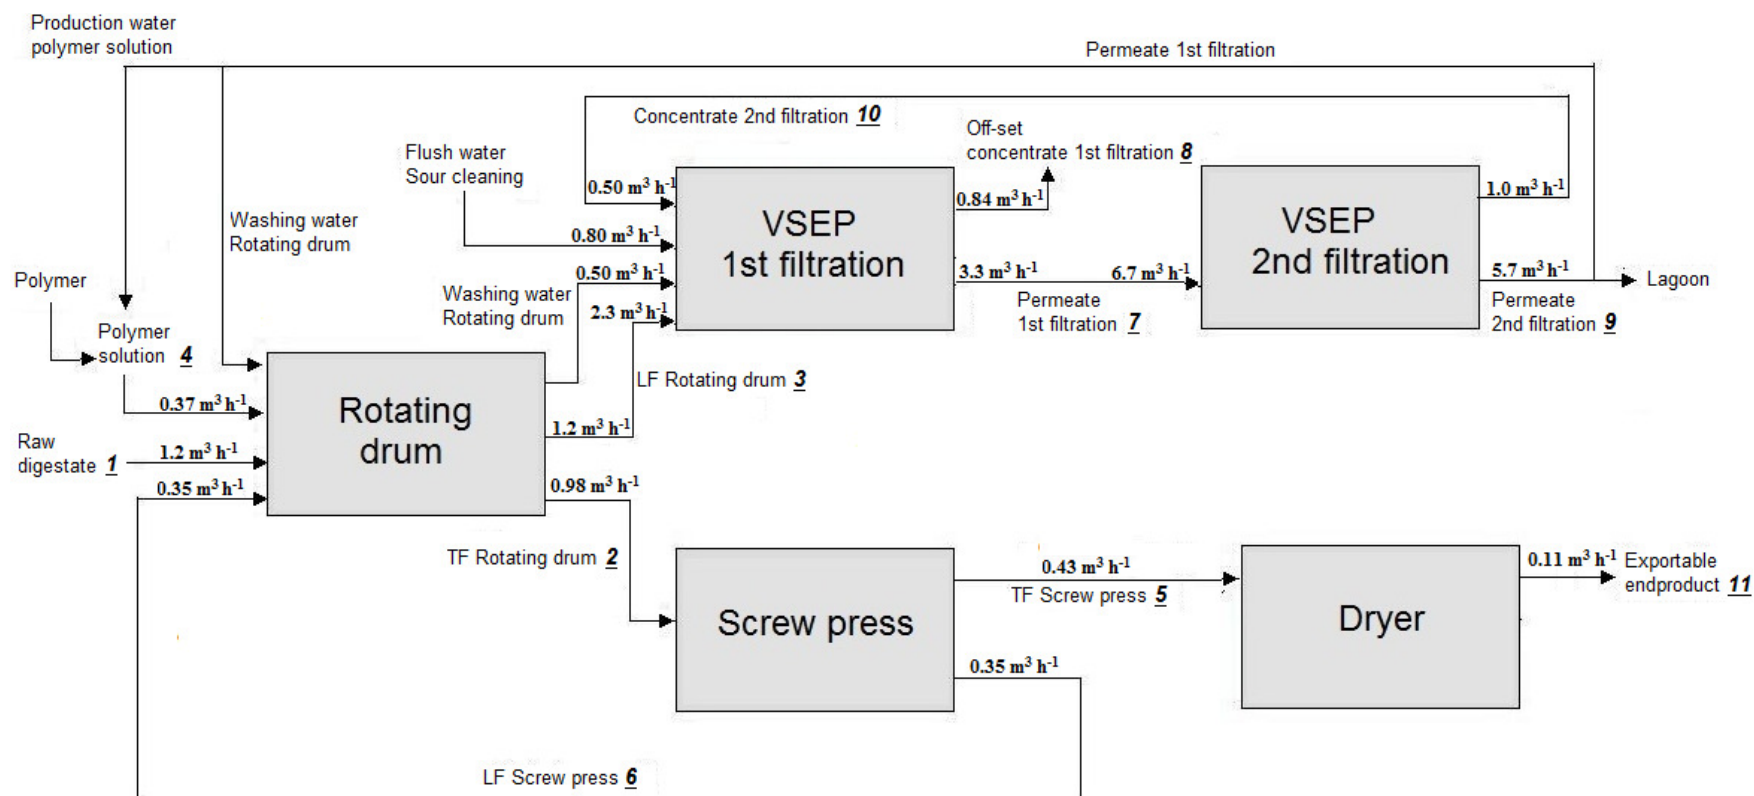 Production water
polymer solution
Permeate 1st filtration
Concentrate 2nd filtration 10
Off-set
concentrate 1st filtration 8
Flush water
Sour cleaning
0.50 m³ h⁻¹
0.84 m³ h⁻¹
1.0 m³ h⁻¹
VSEP
1st filtration
VSEP
2nd filtration
Washing water
Rotating drum
0.80 m³ h⁻¹
0.50 m³ h⁻¹
3.3 m³ h⁻¹
6.7 m³ h⁻¹
5.7 m³ h⁻¹
Lagoon
Polymer
Washing water
Rotating drum
2.3 m³ h⁻¹
Permeate
1st filtration 7
Permeate
2nd filtration 9
Polymer
solution 4
LF Rotating drum 3
0.37 m³ h⁻¹
Rotating
drum
1.2 m³ h⁻¹
Raw
digestate 1
1.2 m³ h⁻¹
0.35 m³ h⁻¹
0.98 m³ h⁻¹
TF Rotating drum 2
0.43 m³ h⁻¹
TF Screw press 5
0.11 m³ h⁻¹
Exportable
endproduct 11
Screw press
Dryer
0.35 m³ h⁻¹
LF Screw press 6